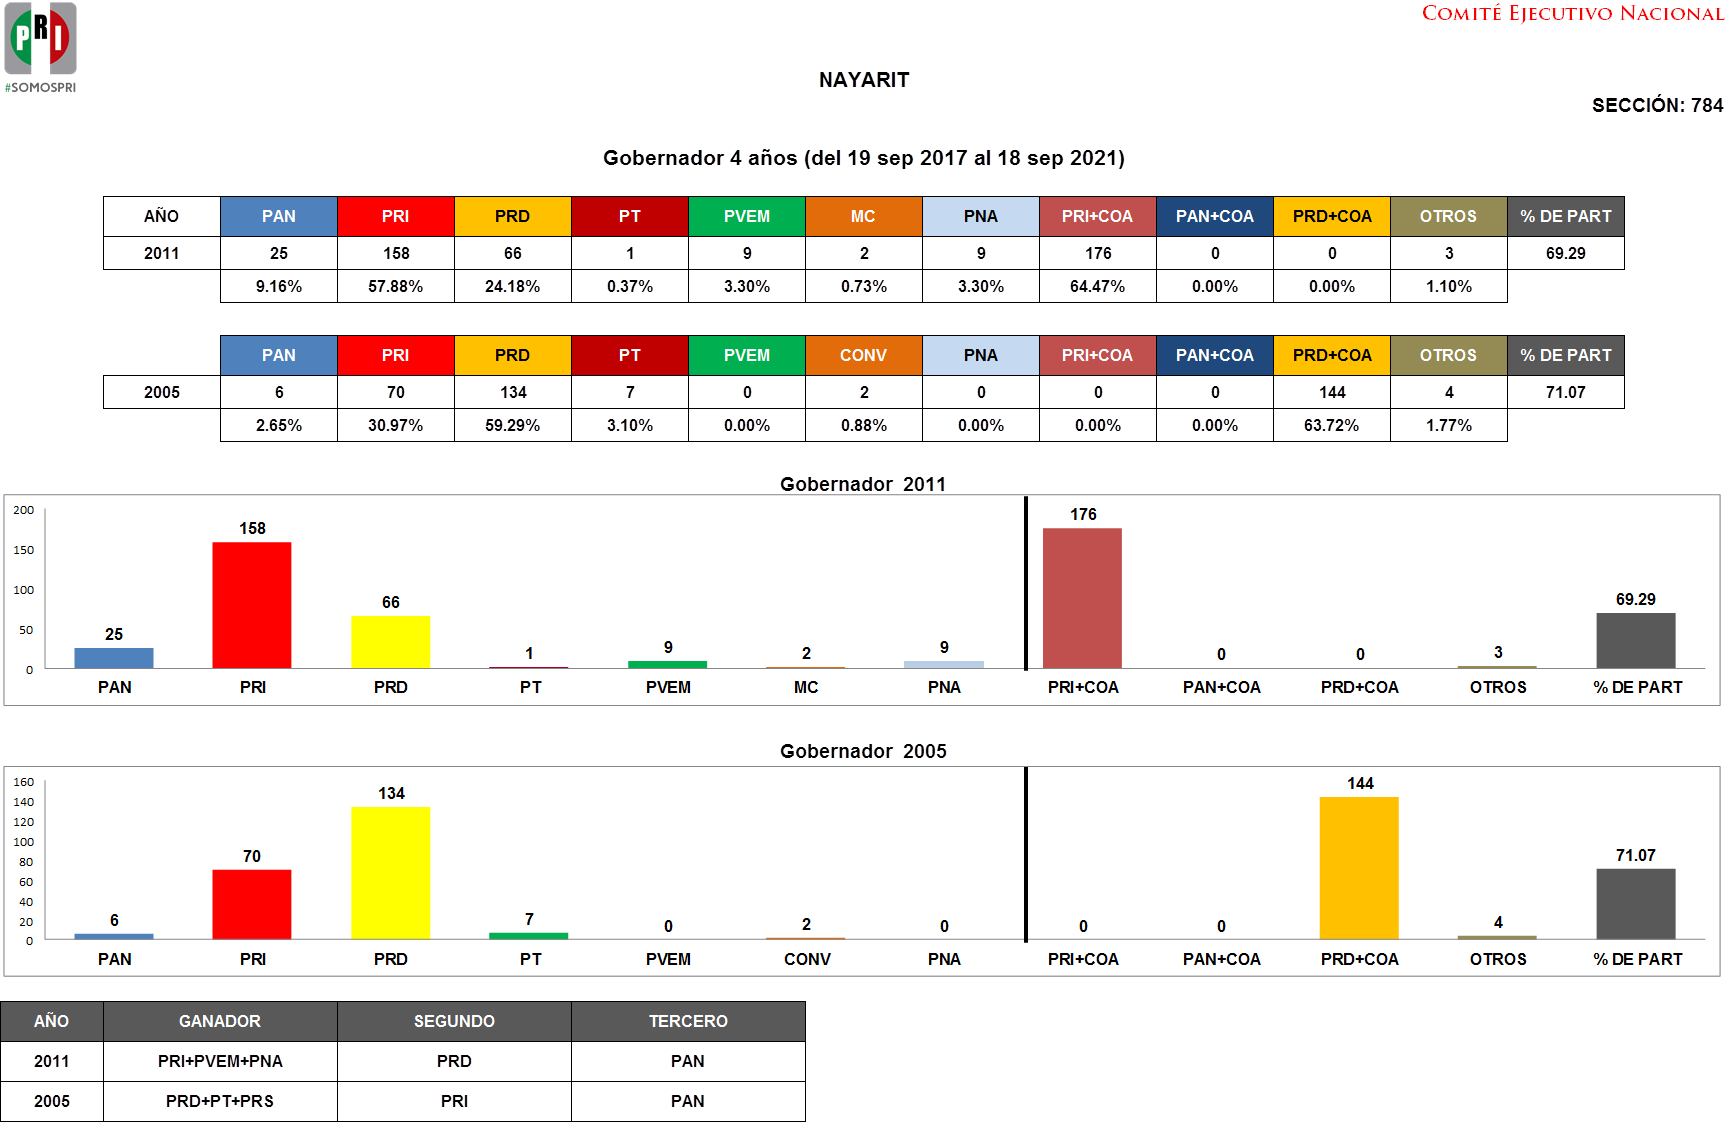 PRI
#SOMOSPRI
COMITÉ EJECUTIVO NACIONAL
NAYARIT
SECCIÓN: 784
Gobernador 4 años (del 19 sep 2017 al 18 sep 2021)
AÑO PAN PRI PRD PT PVEM MC PNA PRI+COA PAN+COA PRD+COA OTROS % DE PART
2011 25 158 66 1 9 2 9 176 0 0 3 69.29
9.16% 57.88% 24.18% 0.37% 3.30% 0.73% 3.30% 64.47% 0.00% 0.00% 1.10%
PAN PRI PRD PT PVEM CONV PNA PRI+COA PAN+COA PRD+COA OTROS % DE PART
2005 6 70 134 7 0 2 0 0 0 144 4 71.07
2.65% 30.97% 59.29% 3.10% 0.00% 0.88% 0.00% 0.00% 0.00% 63.72% 1.77%
Gobernador 2011
200
150
100
50
0
25 158 66 1 9 2 9 176 0 0 3 69.29
PAN PRI PRD PT PVEM MC PNA PRI+COA PAN+COA PRD+COA OTROS % DE PART
Gobernador 2005
160
140
120
100
80
60
40
20
0
6 70 134 7 0 2 0 0 0 144 4 71.07
PAN PRI PRD PT PVEM CONV PNA PRI+COA PAN+COA PRD+COA OTROS % DE PART
AÑO GANADOR SEGUNDO TERCERO
2011 PRI+PVEM+PNA PRD PAN
2005 PRD+PT+PRS PRI PAN